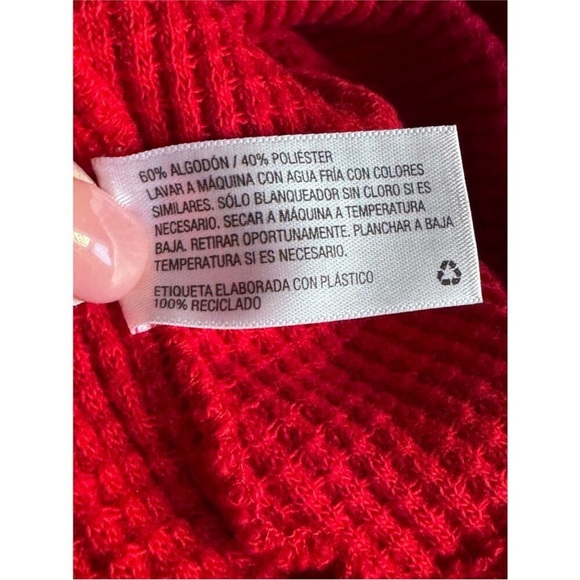 60% ALGODÓN / 40% POLIÉSTER
LAVAR A MÁQUINA CON AGUA FRÍA CON COLORES
SIMILARES. SÓLO BLANQUEADOR SIN CLORO SI ES
NECESARIO. SECAR A MÁQUINA A TEMPERATURA
BAJA. RETIRAR OPORTUNAMENTE. PLANCHAR A BAJA
TEMPERATURA SI ES NECESARIO.
ETIQUETA ELABORADA CON PLÁSTICO
100% RECICLADO